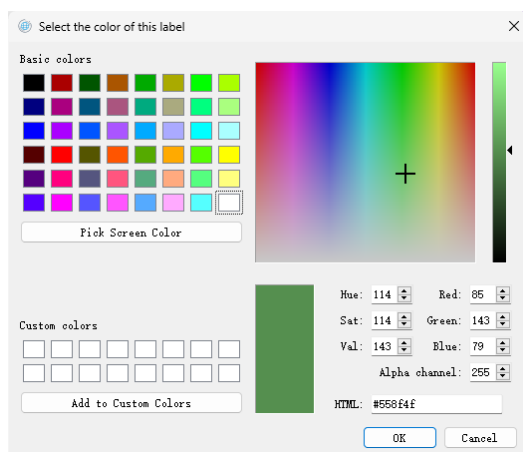 Select the color of this label
Basic colors
Pick Screen Color
Custom colors
Add to Custom Colors
Hue: 114 Red: 85
Sat: 114 Green: 143
Val: 143 Blue: 79
Alpha channel: 255
HTML: #558f4f
OK Cancel